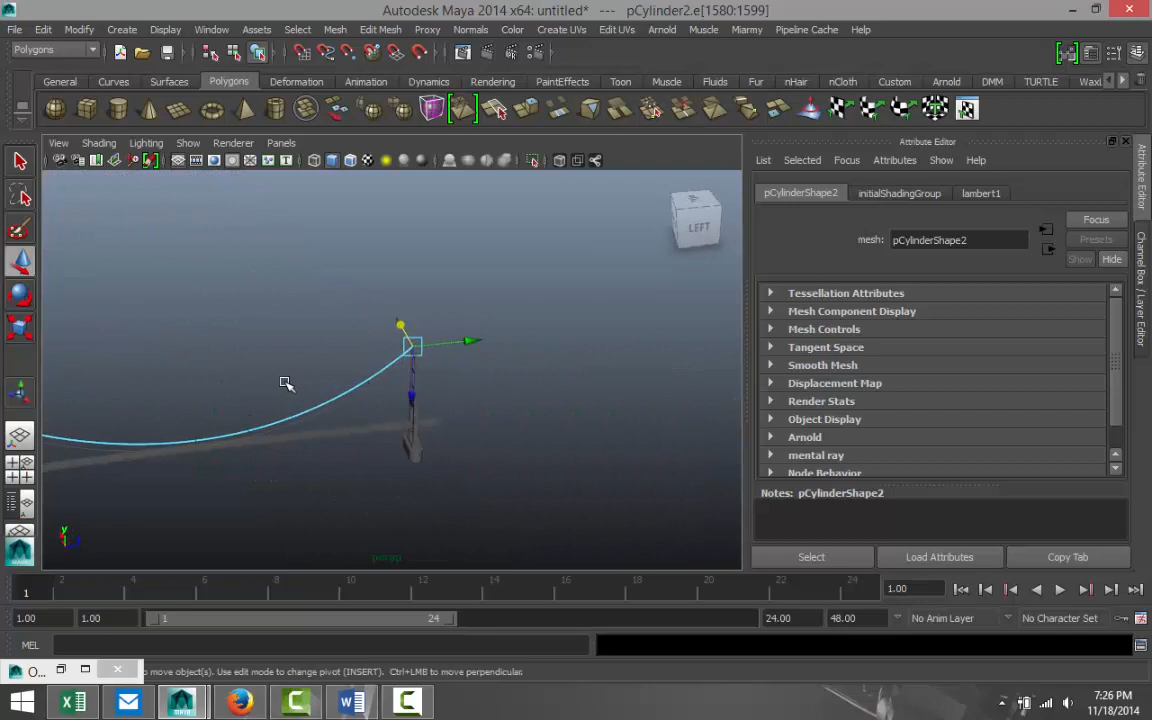 Autodesk Maya 2014 x64: untitled*   ---   pCylinder2.e[1580:1599]
File Edit Modify Create Display Window Assets Select Mesh Edit Mesh Proxy Normals Color Create UVs Edit UVs Arnold Muscle Miarmy Pipeline Cache Help
Polygons
General Curves Surfaces Polygons Deformation Animation Dynamics Rendering PaintEffects Toon Muscle Fluids Fur nHair nCloth Custom Arnold DMM TURTLE
View Shading Lighting Show Renderer Panels
LEFT
y
persp
Attribute Editor
List Selected Focus Attributes Show Help
pCylinderShape2 initialShadingGroup lambert1
Focus
Presets
mesh: pCylinderShape2
Show Hide
Tessellation Attributes
Mesh Component Display
Mesh Controls
Tangent Space
Smooth Mesh
Displacement Map
Render Stats
Object Display
Arnold
mental ray
Node Behavior
Notes: pCylinderShape2
Select Load Attributes Copy Tab
Attribute Editor
Channel Box / Layer Editor
2 4 6 8 10 12 14 16 18 20 22 24
1 1.00
1.00 1.00 1 24 24.00 48.00 No Anim Layer No Character Set
MEL
O... to move object(s). Use edit mode to change pivot (INSERT). Ctrl+LMB to move perpendicular.
7:26 PM
11/18/2014